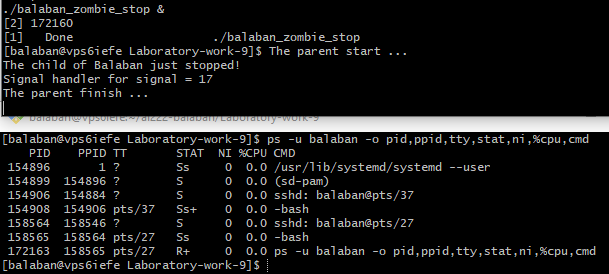 ./balaban_zombie_stop &
[2] 172160
[1]   Done                    ./balaban_zombie_stop
[balaban@vps6iefe Laboratory-work-9]$ The parent start ...
The child of Balaban just stopped!
Signal handler for signal = 17
The parent finish ...
[balaban@vps6iefe Laboratory-work-9]$ ps -u balaban -o pid,ppid,tty,stat,ni,%cpu,cmd
    PID    PPID TT       STAT  NI %CPU CMD
 154896       1 ?        Ss     0  0.0 /usr/lib/systemd/systemd --user
 154899  154896 ?        S      0  0.0 (sd-pam)
 154906  154884 ?        S      0  0.0 sshd: balaban@pts/37
 154908  154906 pts/37   Ss+    0  0.0 -bash
 158564  158546 ?        S      0  0.0 sshd: balaban@pts/27
 158565  158564 pts/27   Ss     0  0.0 -bash
 172163  158565 pts/27   R+     0  0.0 ps -u balaban -o pid,ppid,tty,stat,ni,%cpu,cmd
[balaban@vps6iefe Laboratory-work-9]$